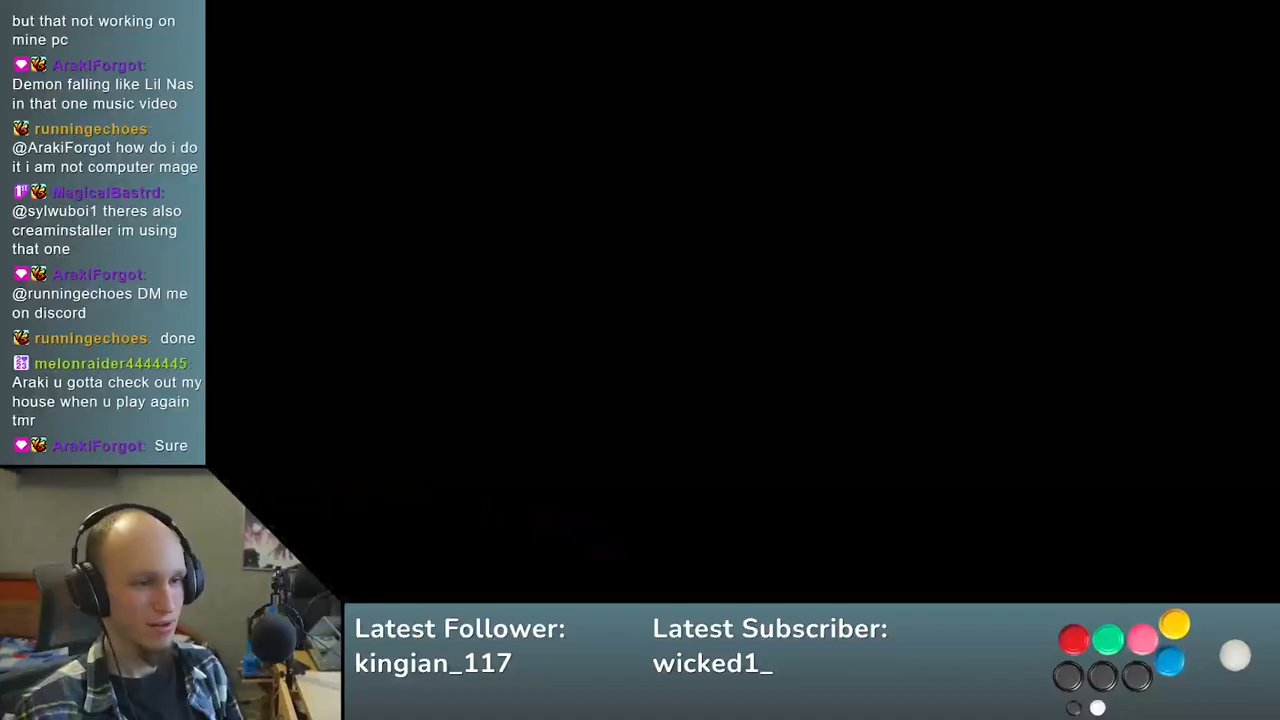 but that not working on
mine pc
ArakiForgot:
Demon falling like Lil Nas
in that one music video
runningechoes:
@ArakiForgot how do i do
it i am not computer mage
MagicalBastrd:
@sylwuboi1 theres also
creaminstaller im using
that one
ArakiForgot:
@runningechoes DM me
on discord
runningechoes: done
melonraider4444445:
Araki u gotta check out my
house when u play again
tmr
ArakiForgot: Sure
Latest Follower:
kingian_117
Latest Subscriber:
wicked1_